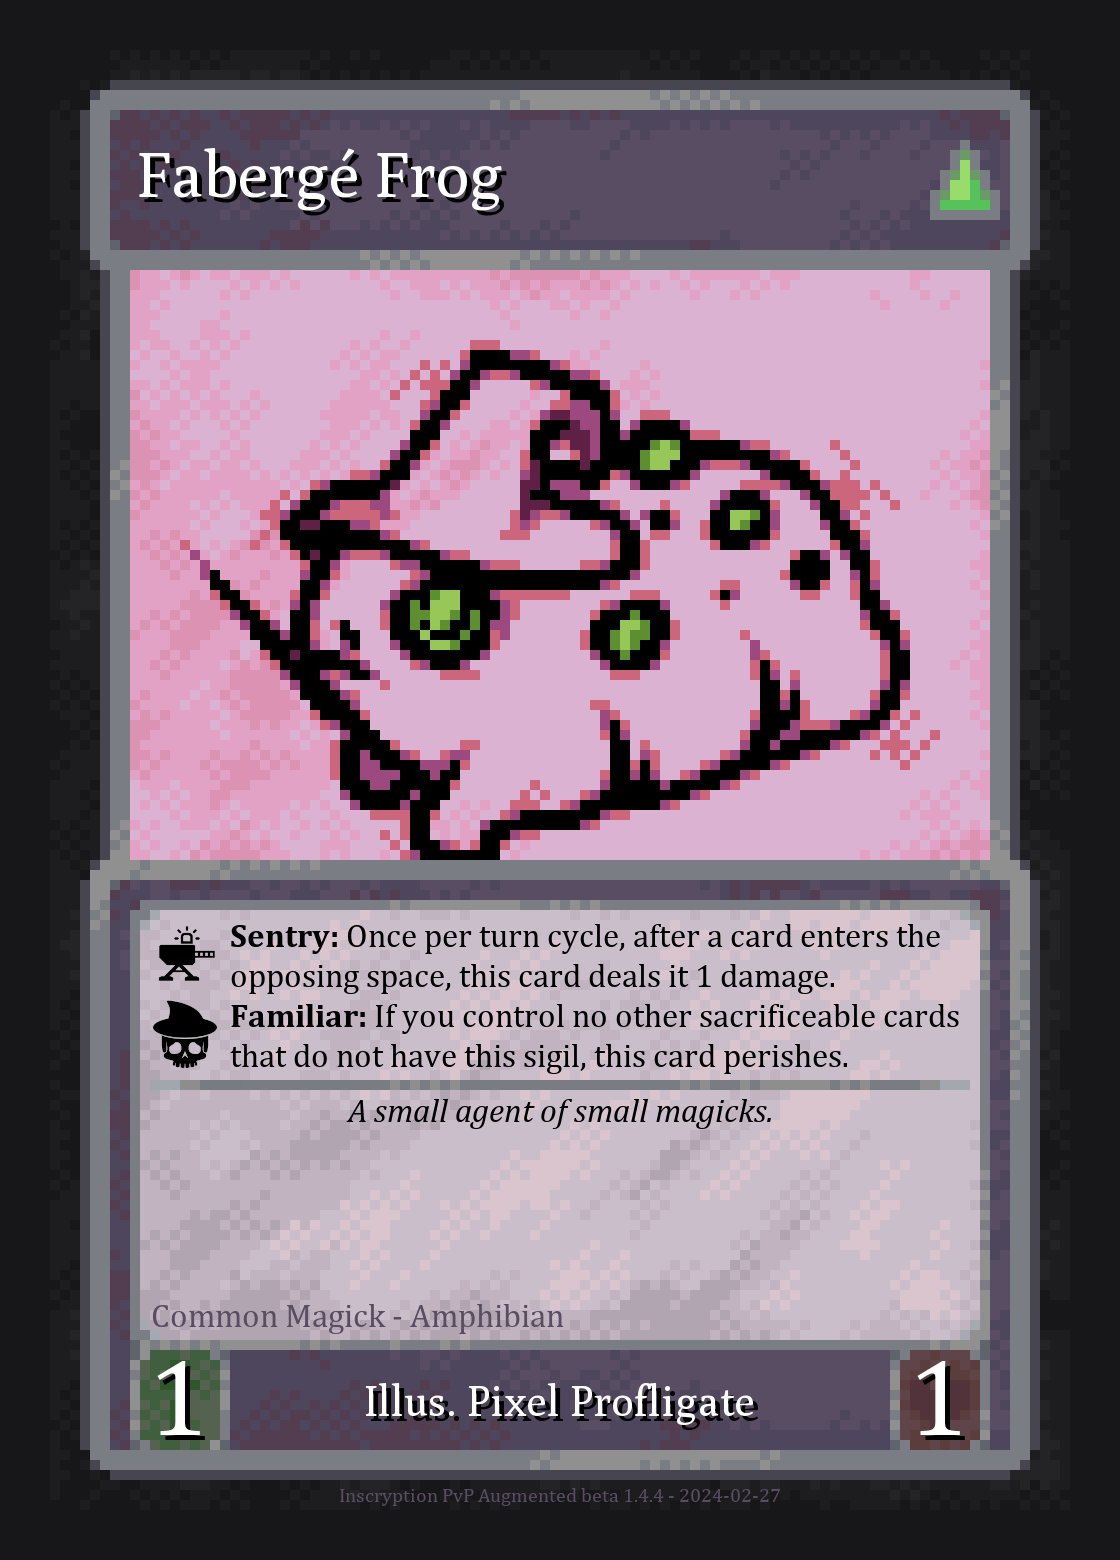 Fabergé Frog
Sentry: Once per turn cycle, after a card enters the
opposing space, this card deals it 1 damage.
Familiar: If you control no other sacrificeable cards
that do not have this sigil, this card perishes.
A small agent of small magicks.
Common Magick - Amphibian
1
Illus. Pixel Profligate
1
Inscryption PvP Augmented beta 1.4.4 - 2024-02-27